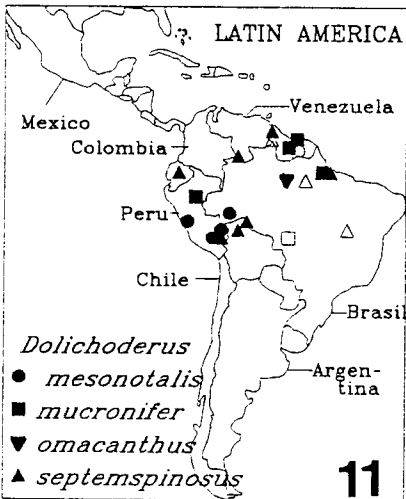 ?. LATIN AMERICA
Venezuela
Mexico
Colombia
Peru
Chile
Brasil
Argen-
tina
Dolichoderus
mesonotalis
mucronifer
omacanthus
septemspinosus
11